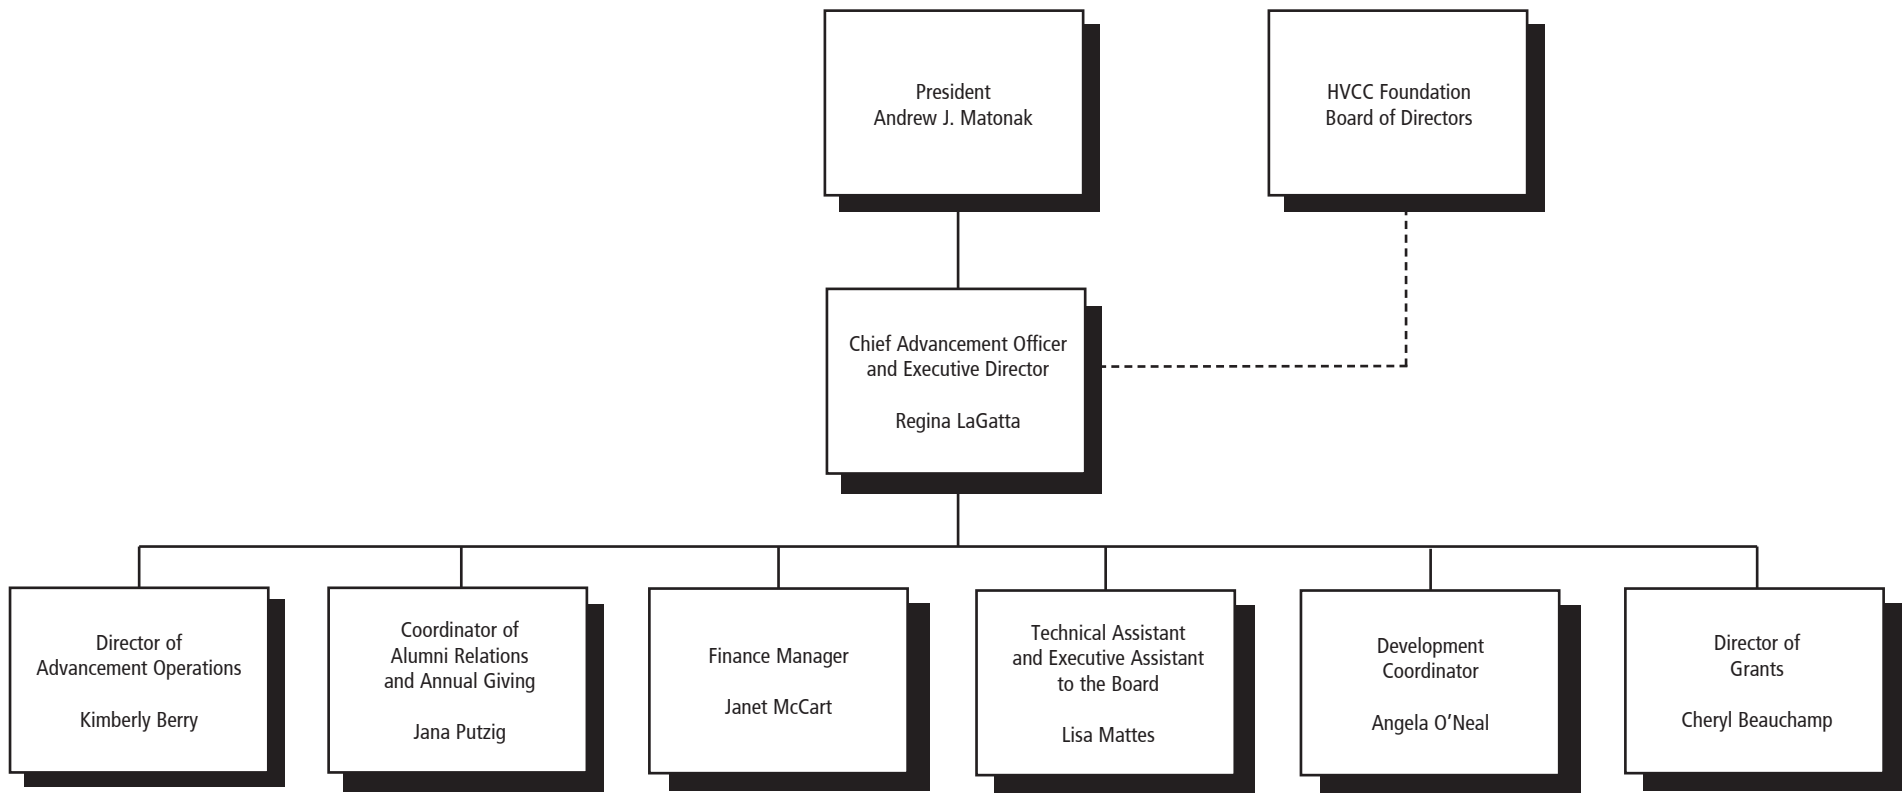 President
Andrew J. Matonak
HVCC Foundation
Board of Directors
Chief Advancement Officer
and Executive Director
Regina LaGatta
Director of
Advancement Operations
Kimberly Berry
Coordinator of
Alumni Relations
and Annual Giving
Jana Putzig
Finance Manager
Janet McCart
Technical Assistant
and Executive Assistant
to the Board
Lisa Mattes
Development
Coordinator
Angela O’Neal
Director of
Grants
Cheryl Beauchamp